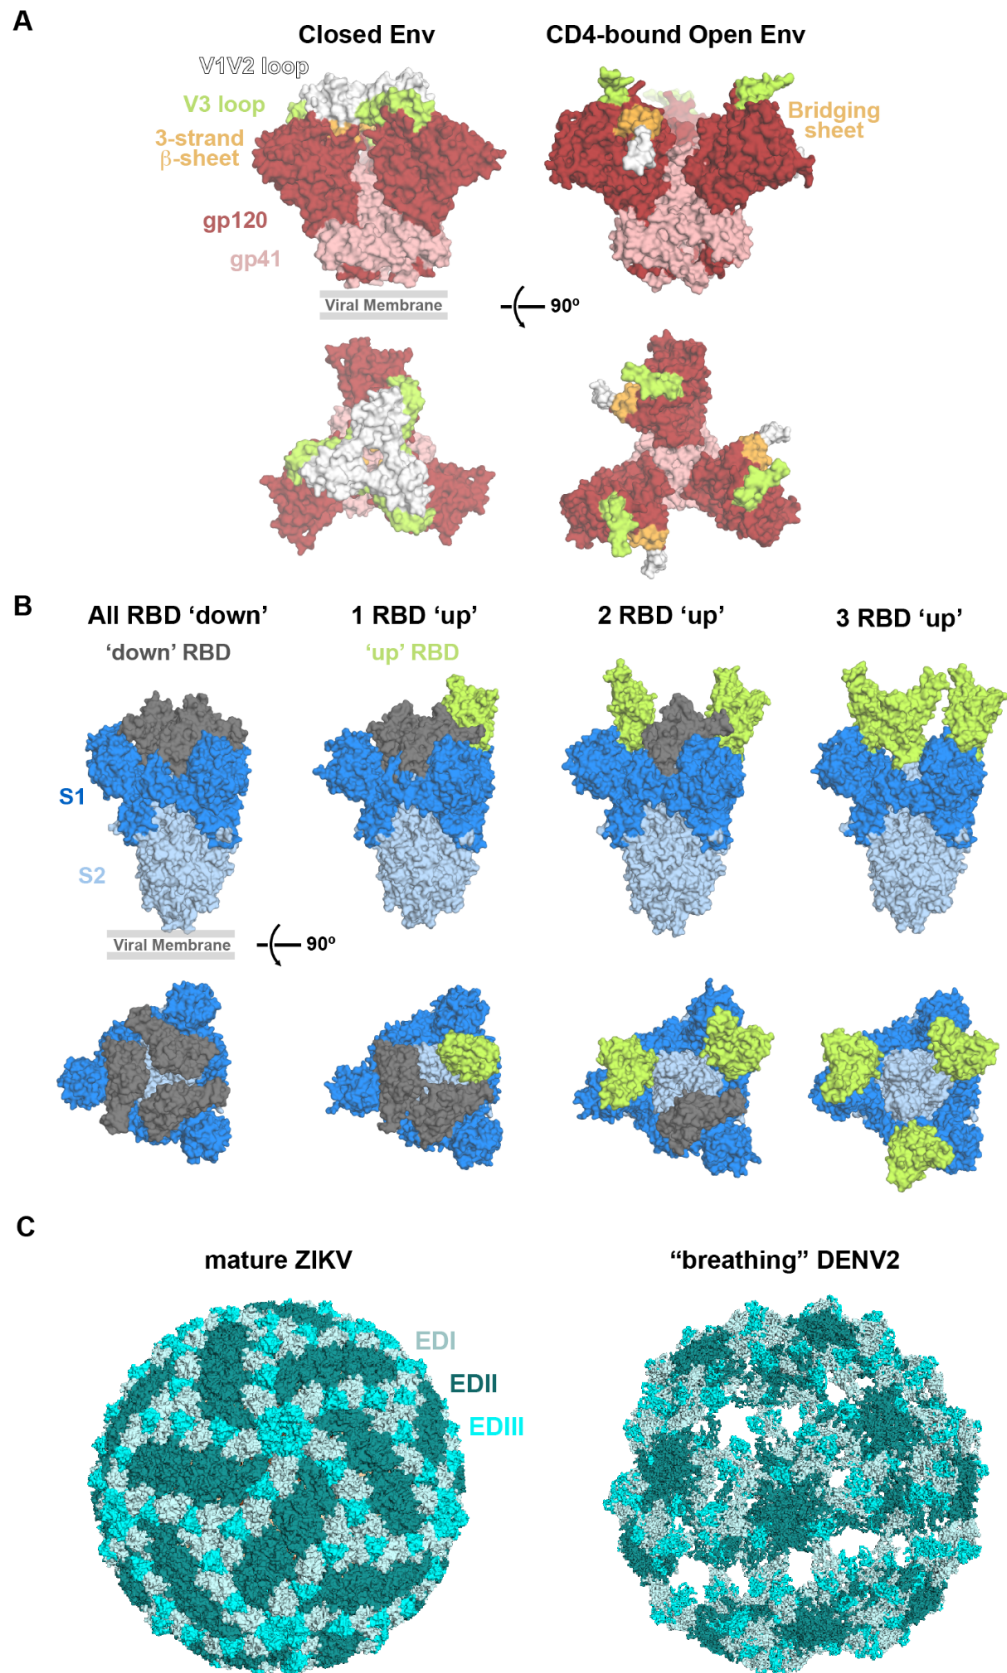 A
Closed Env
CD4-bound Open Env
V1V2 loop
V3 loop
3-strand
β-sheet
Bridging
sheet
gp120
gp41
Viral Membrane
90º
B
All RBD ‘down’
1 RBD ‘up’
2 RBD ‘up’
3 RBD ‘up’
‘down’ RBD
‘up’ RBD
S1
S2
Viral Membrane
90º
C
mature ZIKV
“breathing” DENV2
EDI
EDII
EDIII